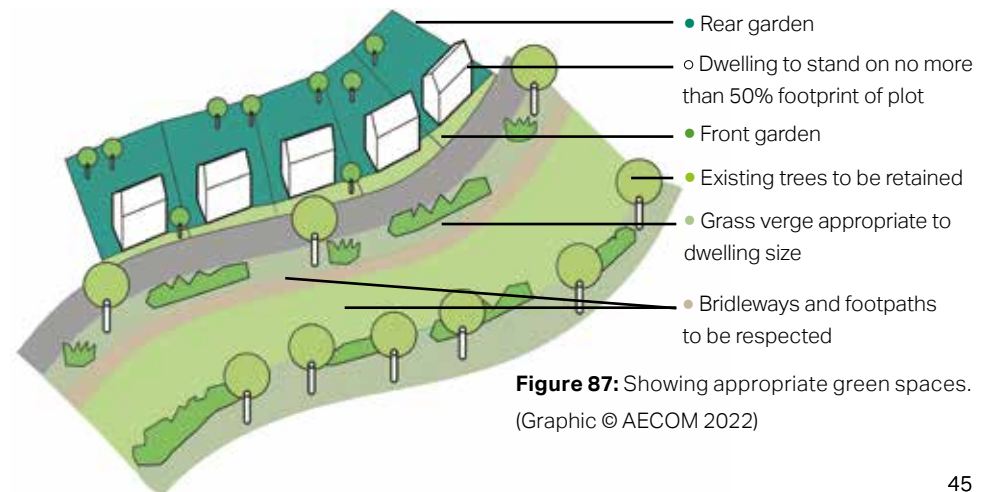 • Rear garden
○ Dwelling to stand on no more
than 50% footprint of plot
• Front garden
• Existing trees to be retained
• Grass verge appropriate to
dwelling size
• Bridleways and footpaths
to be respected
Figure 87: Showing appropriate green spaces.
(Graphic © AECOM 2022)
45